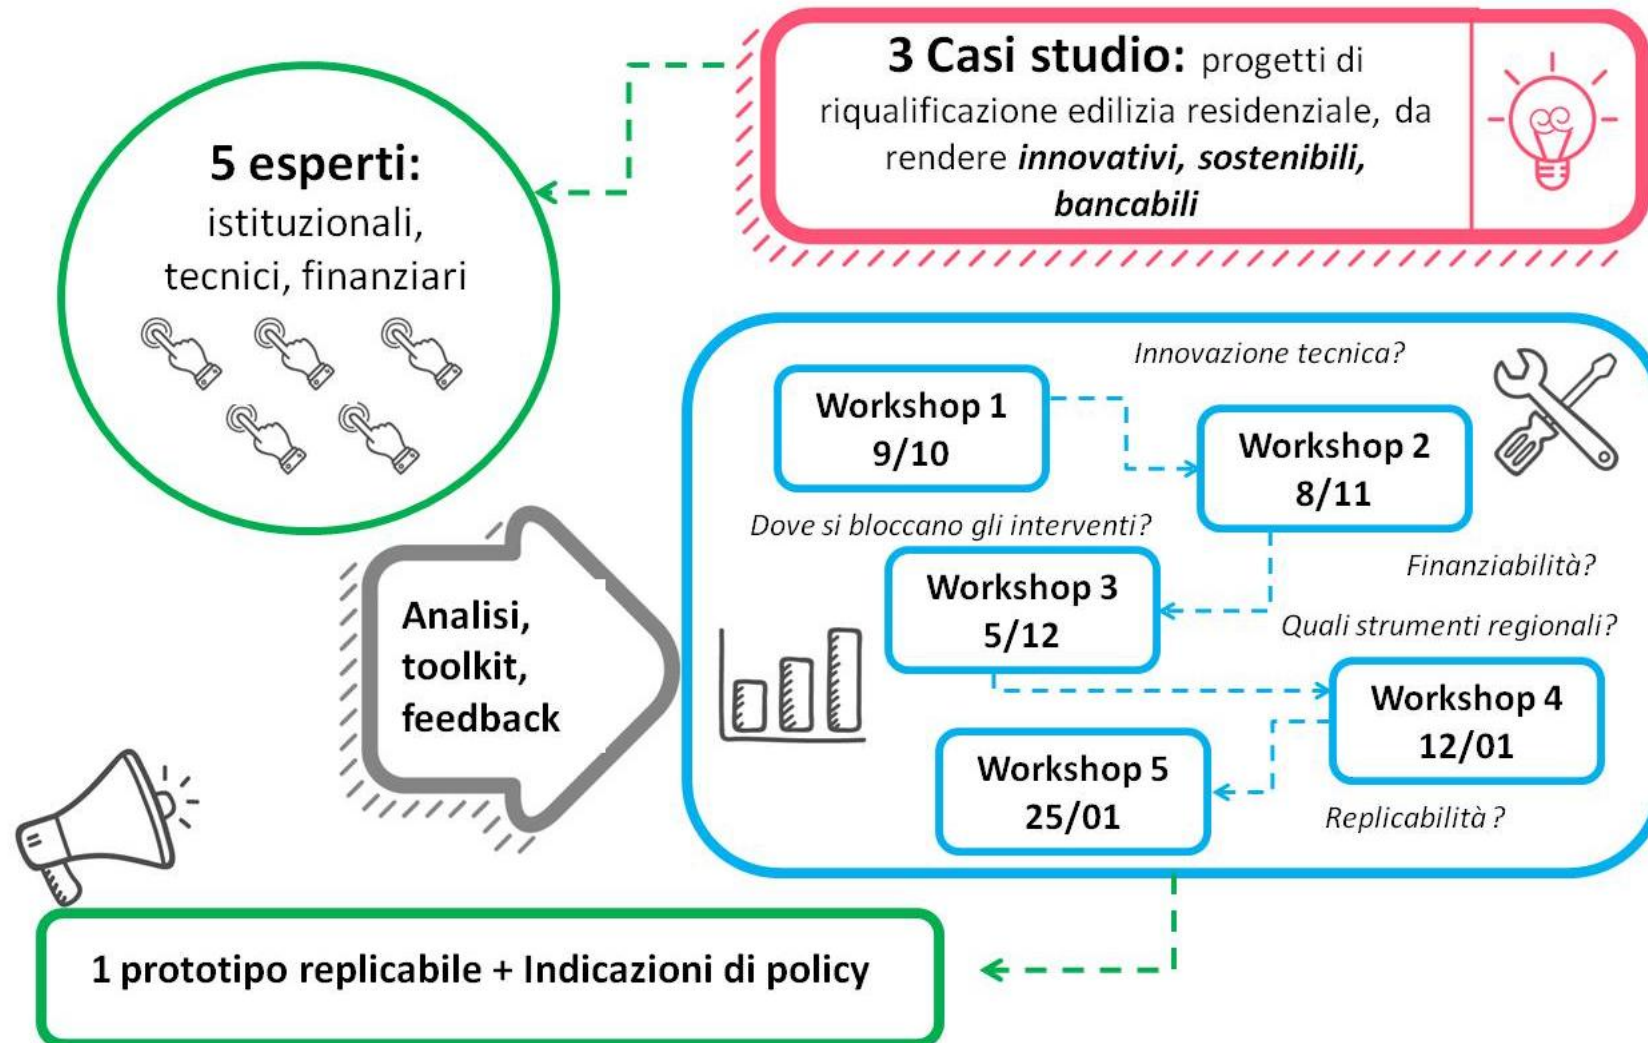 3 Casi studio: progetti di
riqualificazione edilizia residenziale, da
rendere innovativi, sostenibili,
bancabili
5 esperti:
istituzionali,
tecnici, finanziari
Innovazione tecnica?
Workshop 1
9/10
Workshop 2
8/11
Dove si bloccano gli interventi?
Finanziabilità?
Workshop 3
5/12
Quali strumenti regionali?
Analisi,
toolkit,
feedback
Workshop 4
12/01
Workshop 5
25/01
Replicabilità ?
1 prototipo replicabile + Indicazioni di policy